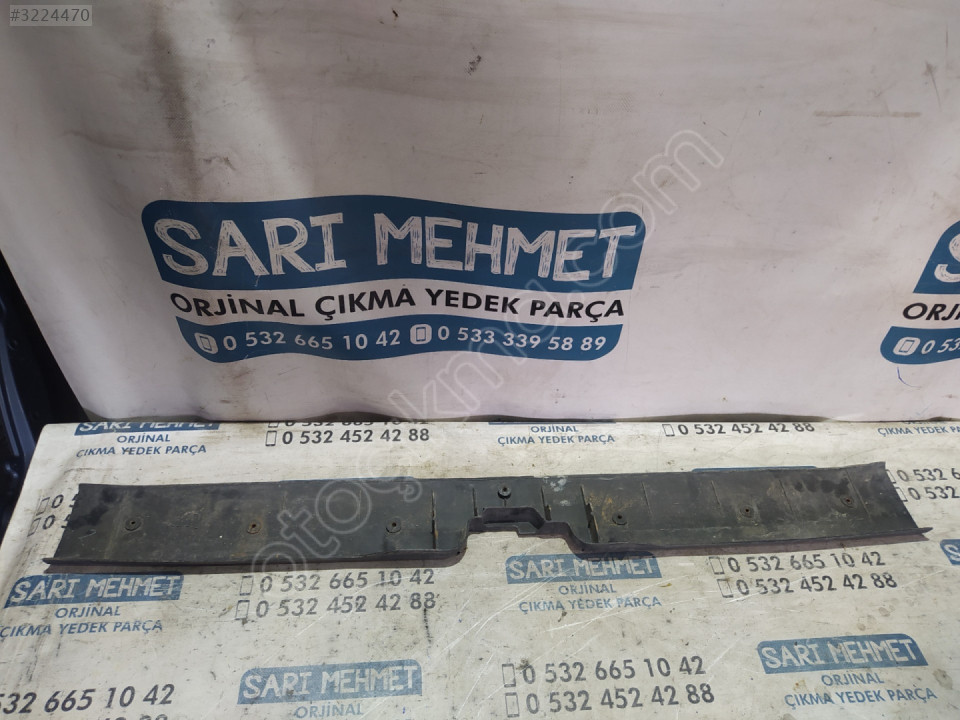 #3224470
SARI MEHMET
ORJİNAL ÇIKMA YEDEK PARÇA
0 532 665 10 42 0 533 339 58 89
ORJİ
0 53
otocikma.com
SARI MEHMET
ORJİNAL
ÇIKMA YEDEK PARÇA
0 532 452 42 88
ORJİNAL
ÇIKMA YEDEK PARÇA
0 532 452 42 88
SARI MEHMET
ORJİNAL
ÇIKMA YEDEK PARÇA
0 532 665 10 42
0 532 452 42 88
SARI MEHMET
ORJİNAL
ÇIKMA YEDEK PARÇA
0 532 665 10 42
0 532 452 42 88
532 665 10 42
SARI MEHMET
ORJİNAL
0 532 665 10 42
0 532 452 42 88
SARI MEHMET
ORJİNAL
ÇIKMA YEDEK PARÇA